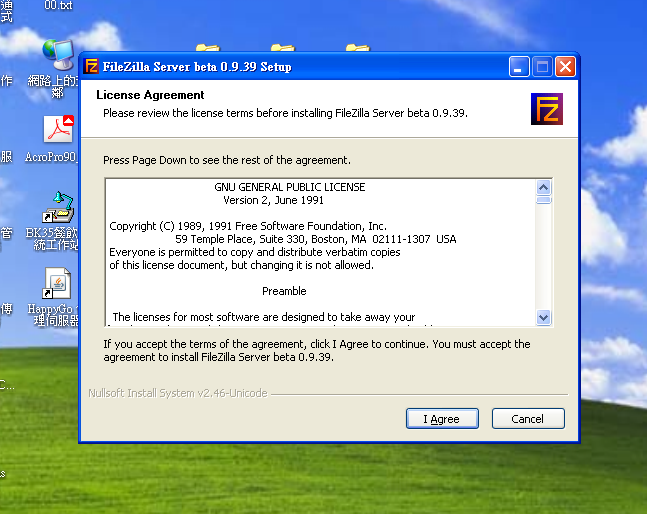 連
式
00.txt
網路上的
鄰
作
AcroPro90_
服
BK35餐飲
統工作站
管
HappyGo
理伺服器
傳
FileZilla Server beta 0.9.39 Setup
License Agreement
Please review the license terms before installing FileZilla Server beta 0.9.39.
Press Page Down to see the rest of the agreement.
GNU GENERAL PUBLIC LICENSE
Version 2, June 1991
Copyright (C) 1989, 1991 Free Software Foundation, Inc.
59 Temple Place, Suite 330, Boston, MA 02111-1307 USA
Everyone is permitted to copy and distribute verbatim copies
of this license document, but changing it is not allowed.
Preamble
The licenses for most software are designed to take away your
If you accept the terms of the agreement, click I Agree to continue. You must accept the
agreement to install FileZilla Server beta 0.9.39.
Nullsoft Install System v2.46-Unicode
I Agree
Cancel
C...
s